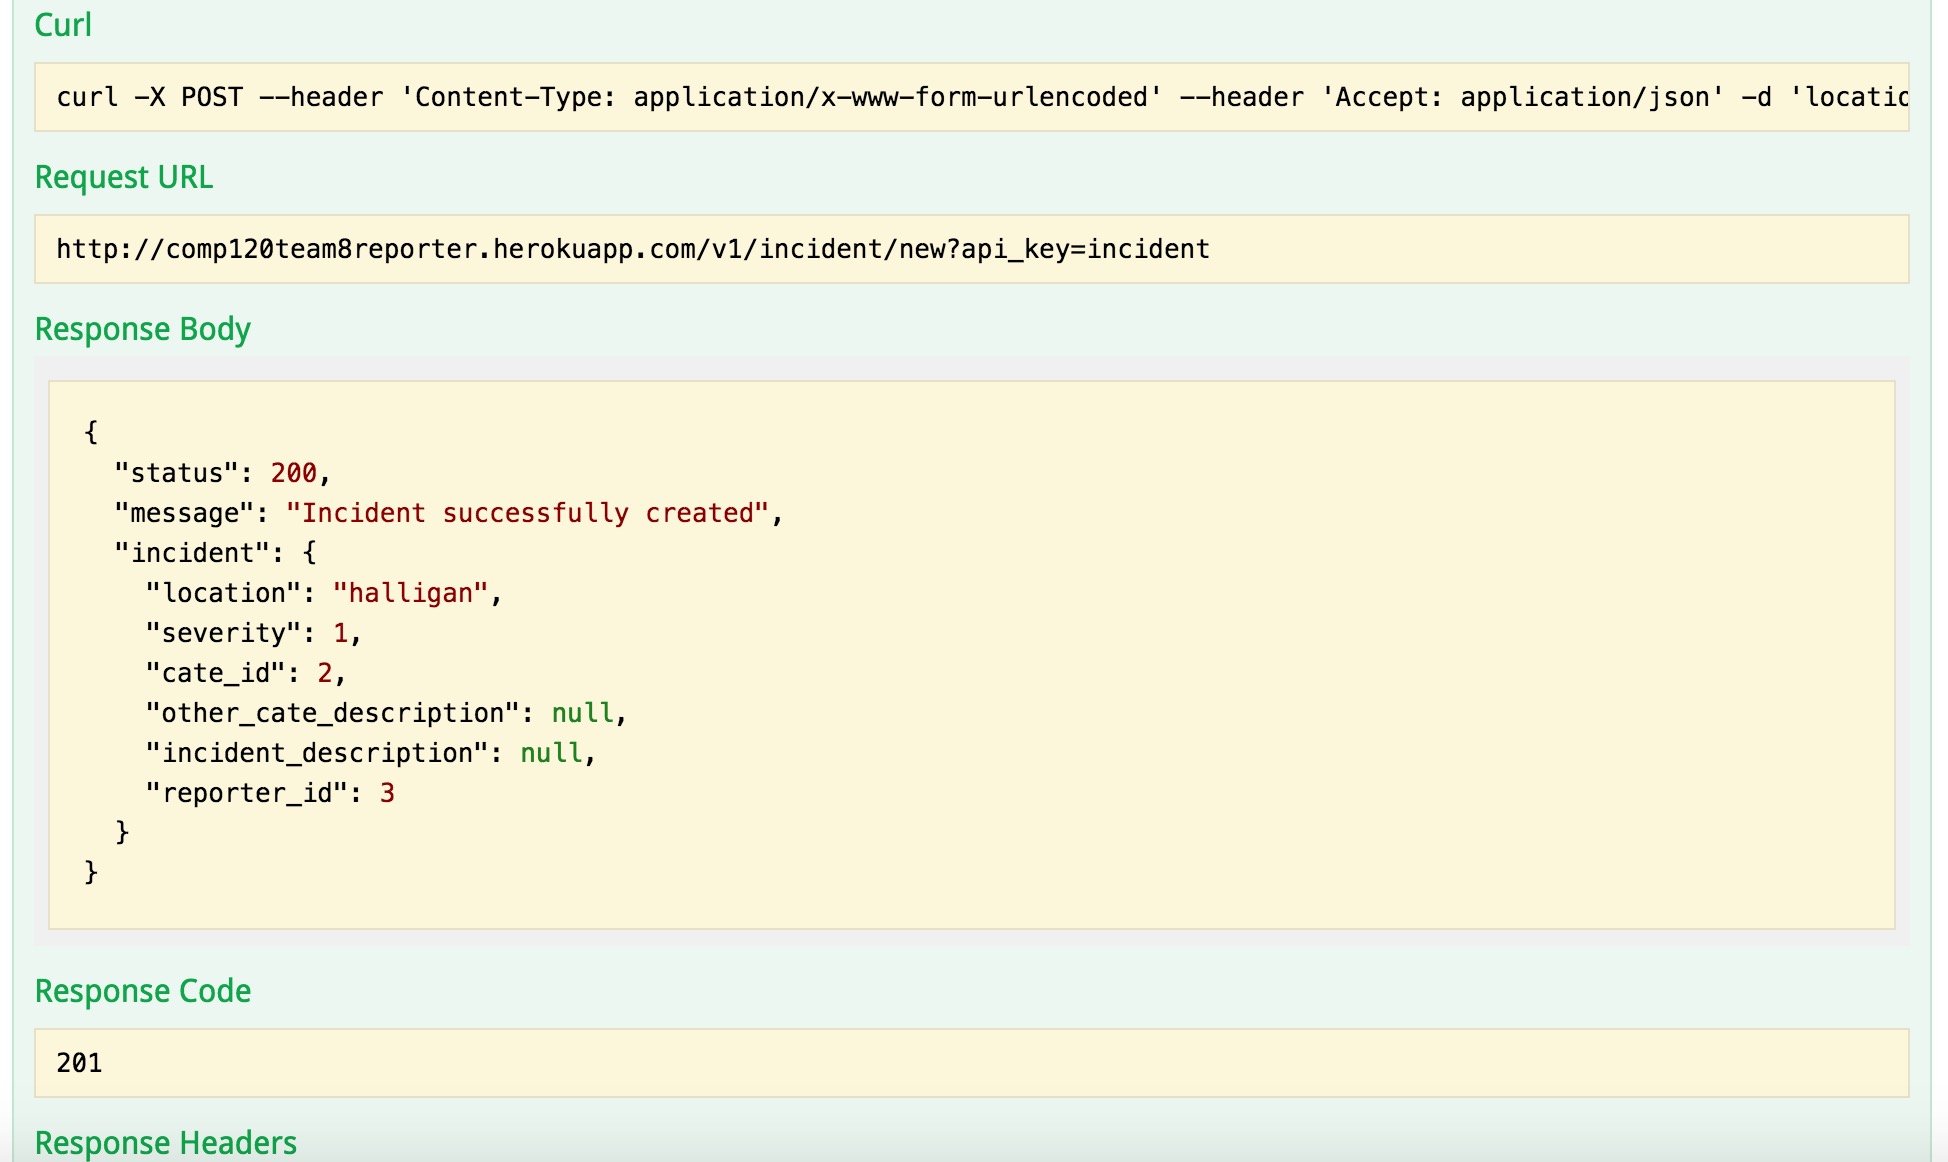 Curl
curl -X POST --header 'Content-Type: application/x-www-form-urlencoded' --header 'Accept: application/json' -d 'locatio
Request URL
http://comp120team8reporter.herokuapp.com/v1/incident/new?api_key=incident
Response Body
{
  "status": 200,
  "message": "Incident successfully created",
  "incident": {
    "location": "halligan",
    "severity": 1,
    "cate_id": 2,
    "other_cate_description": null,
    "incident_description": null,
    "reporter_id": 3
  }
}
Response Code
201
Response Headers